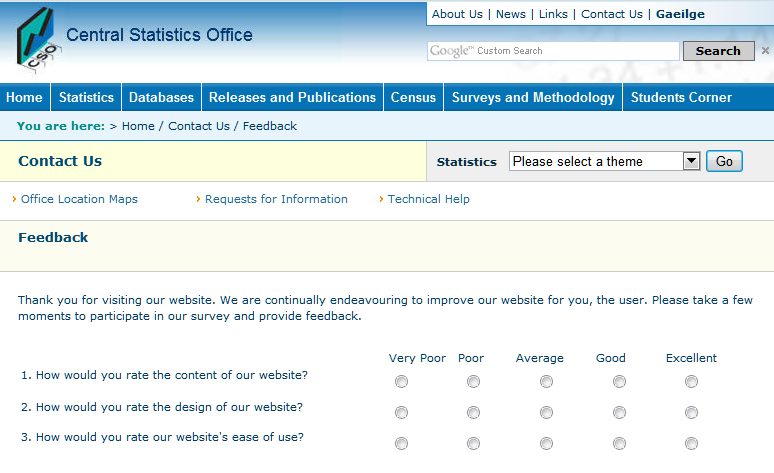 About Us | News | Links | Contact Us | Gaeilge
CSO
Central Statistics Office
Google™ Custom Search
Search
×
Home
Statistics
Databases
Releases and Publications
Census
Surveys and Methodology
Students Corner
You are here: > Home / Contact Us / Feedback
Contact Us
Statistics
Please select a theme
Go
› Office Location Maps
› Requests for Information
› Technical Help
Feedback
Thank you for visiting our website. We are continually endeavouring to improve our website for you, the user. Please take a few
moments to participate in our survey and provide feedback.
Very Poor Poor Average Good Excellent
1. How would you rate the content of our website?
2. How would you rate the design of our website?
3. How would you rate our website's ease of use?